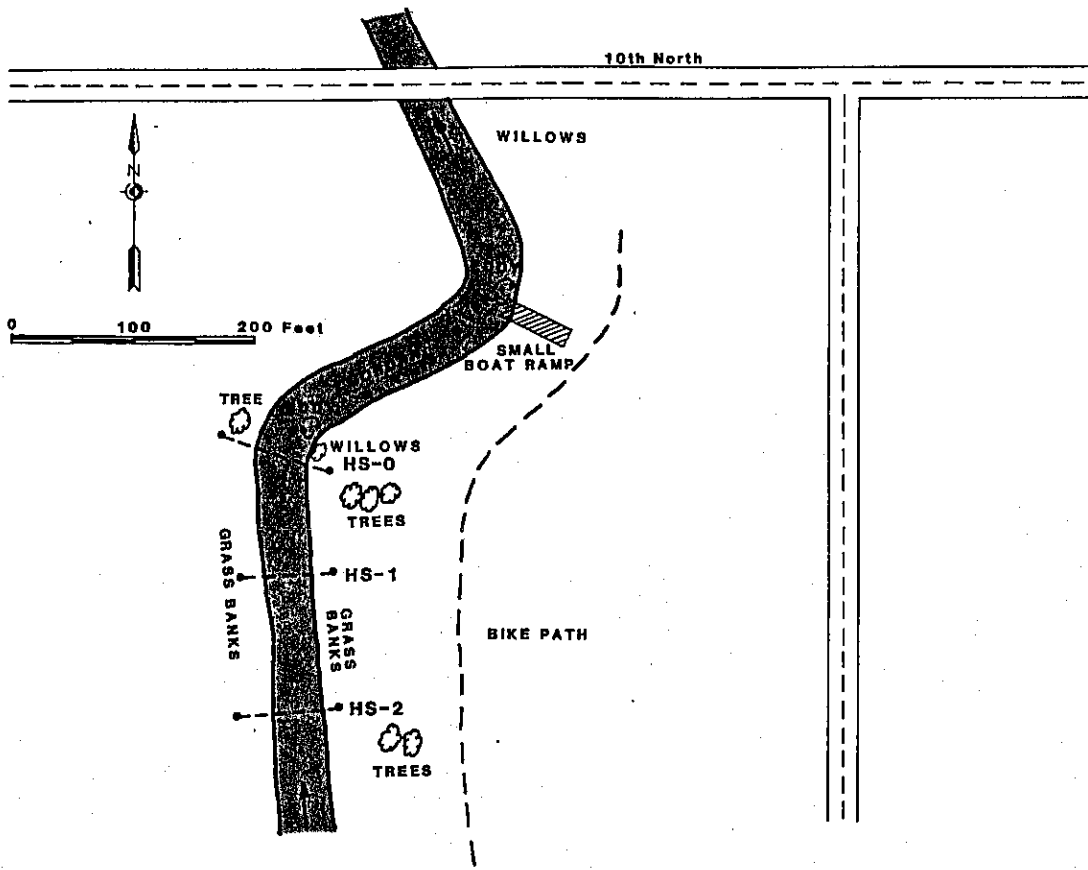 10th North
WILLOWS
N
0 100 200 Feet
SMALL
BOAT RAMP
TREE
WILLOWS
HS-0
TREES
GRASS BANKS
HS-1
GRASS
BANKS
BIKE PATH
HS-2
TREES